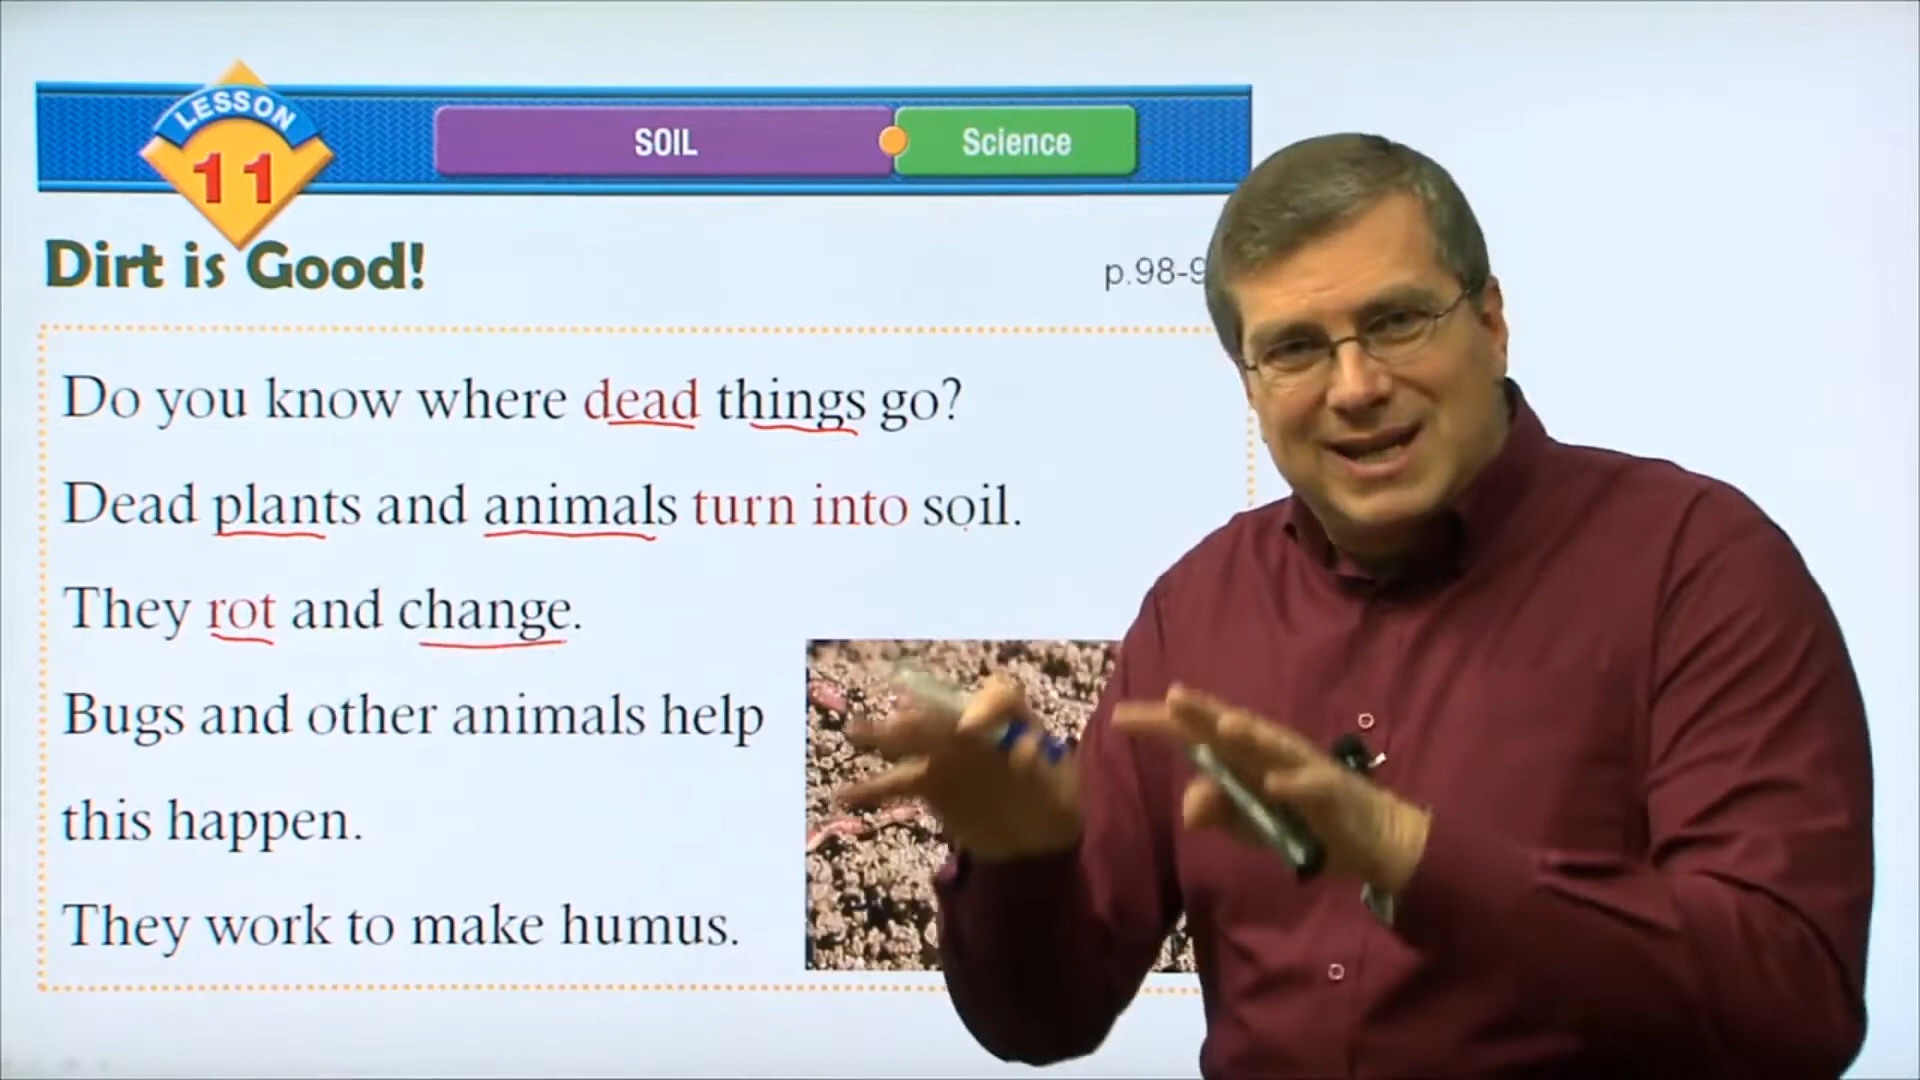 LESSON
11
SOIL
Science
Dirt is Good!
p.98-9
Do you know where dead things go?
Dead plants and animals turn into soil.
They rot and change.
Bugs and other animals help
this happen.
They work to make humus.